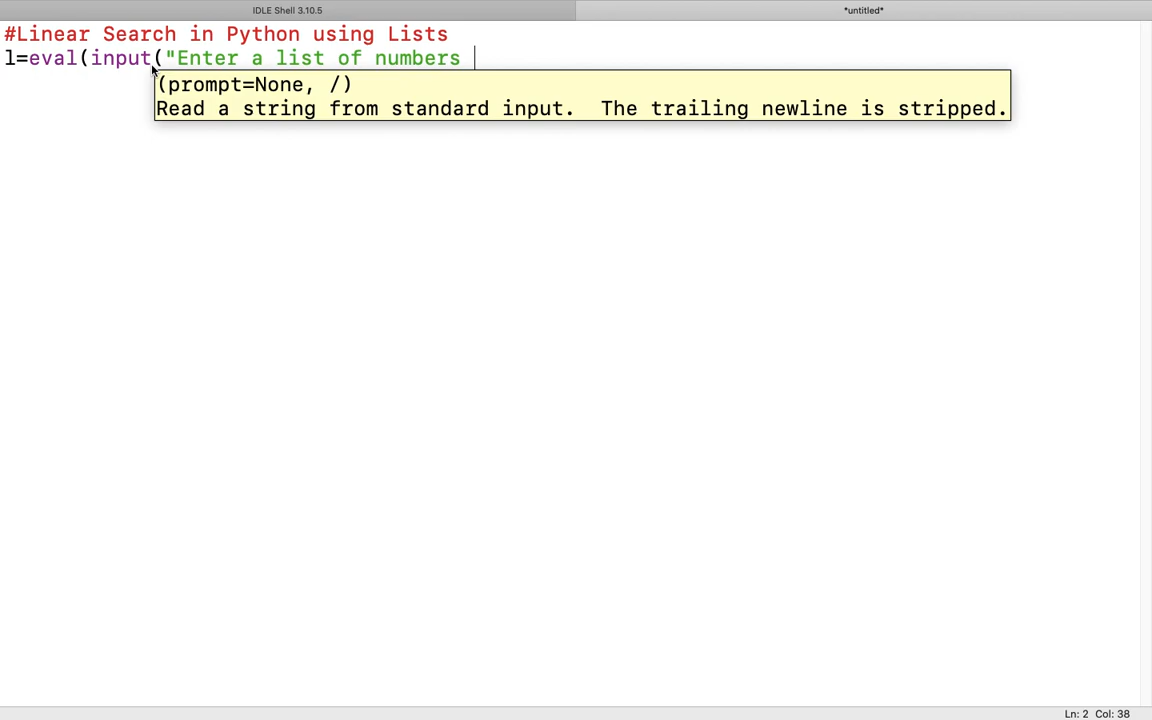 IDLE Shell 3.10.5
*untitled*
#Linear Search in Python using Lists
l=eval(input("Enter a list of numbers 
(prompt=None, /)
Read a string from standard input.  The trailing newline is stripped.
Ln: 2  Col: 38